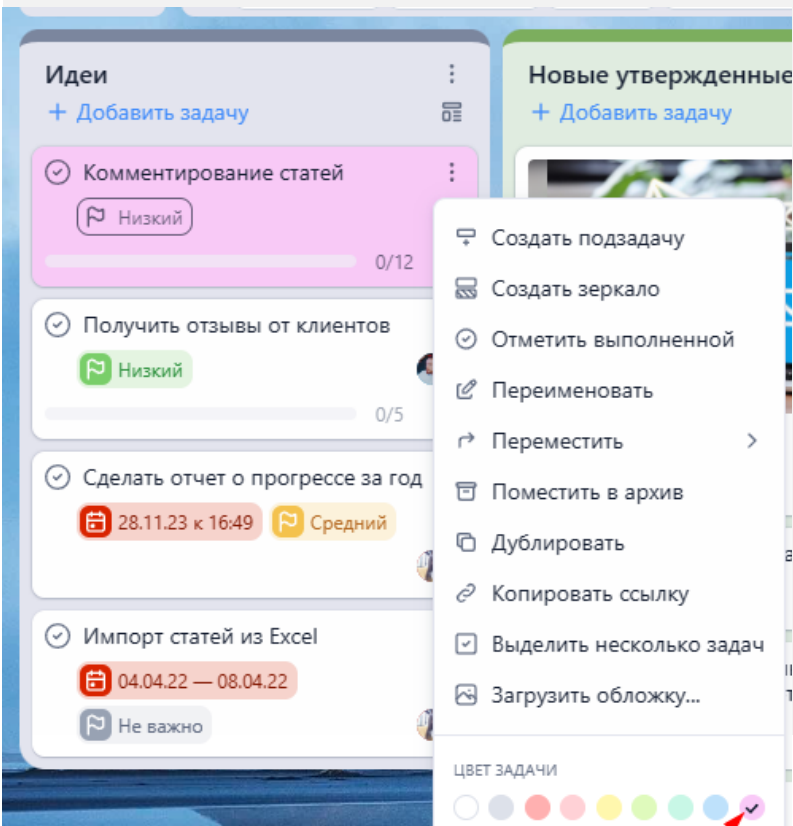 Идеи
+ Добавить задачу
Комментирование статей
Низкий
0/12
Получить отзывы от клиентов
Низкий
0/5
Сделать отчет о прогрессе за год
28.11.23 к 16:49
Средний
Импорт статей из Excel
04.04.22 — 08.04.22
Не важно
Новые утвержденные
+ Добавить задачу
Создать подзадачу
Создать зеркало
Отметить выполненной
Переименовать
Переместить
Поместить в архив
Дублировать
Копировать ссылку
Выделить несколько задач
Загрузить обложку...
ЦВЕТ ЗАДАЧИ